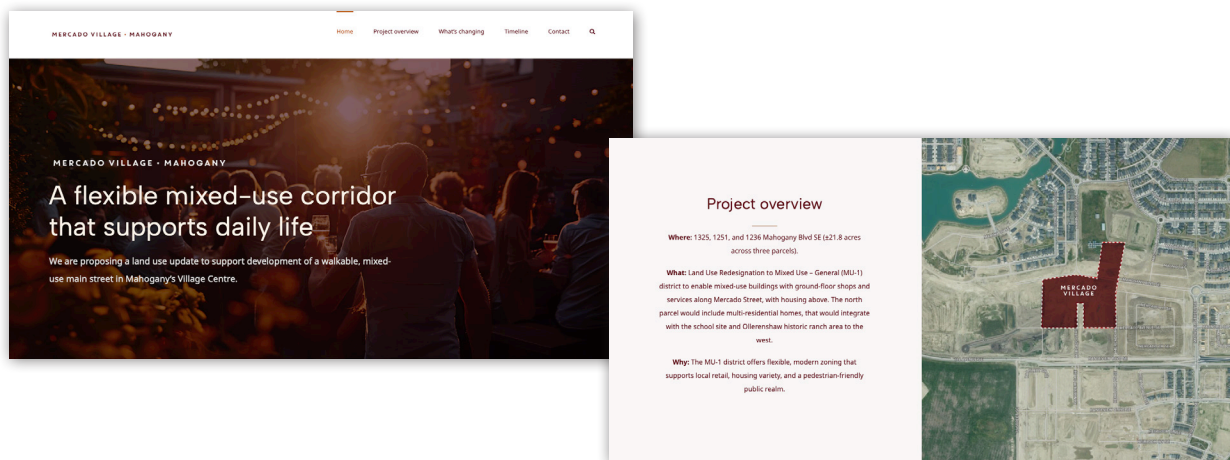 MERCADO VILLAGE • MAHOGANY
Home
Project overview
What's changing
Timeline
Contact
MERCADO VILLAGE • MAHOGANY
A flexible mixed-use corridor
that supports daily life
We are proposing a land use update to support development of a walkable, mixed-
use main street in Mahogany's Village Centre.
Project overview
Where: 1325, 1251, and 1236 Mahogany Blvd SE (±21.8 acres
across three parcels).
What: Land Use Redesignation to Mixed Use – General (MU-1)
district to enable mixed-use buildings with ground-floor shops and
services along Mercado Street, with housing above. The north
parcel would include multi-residential homes, that would integrate
with the school site and Ollerenshaw historic ranch area to the
west.
Why: The MU-1 district offers flexible, modern zoning that
supports local retail, housing variety, and a pedestrian-friendly
public realm.
MERCADO
VILLAGE